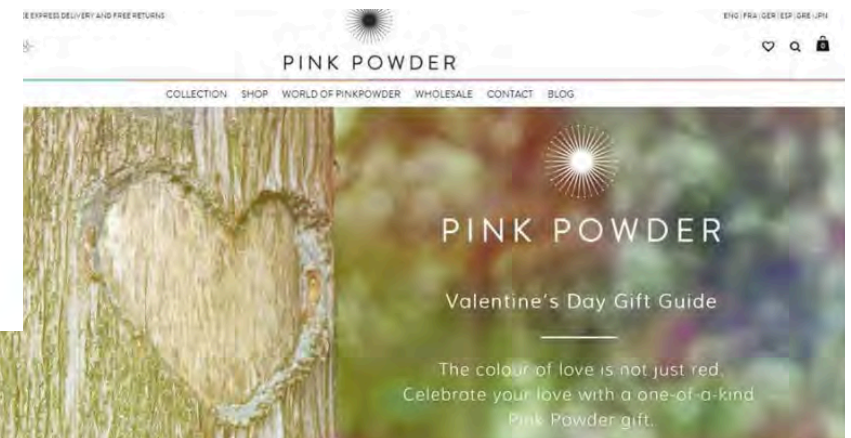 EXPRESS DELIVERY AND FREE RETURNS
ENG | FRA | GER | ESP | GRE | JPN
0
PINK POWDER
COLLECTION SHOP WORLD OF PINKPOWDER WHOLESALE CONTACT BLOG
PINK POWDER
Valentine's Day Gift Guide
The colour of love is not just red.
Celebrate your love with a one-of-a-kind
Pink Powder gift.